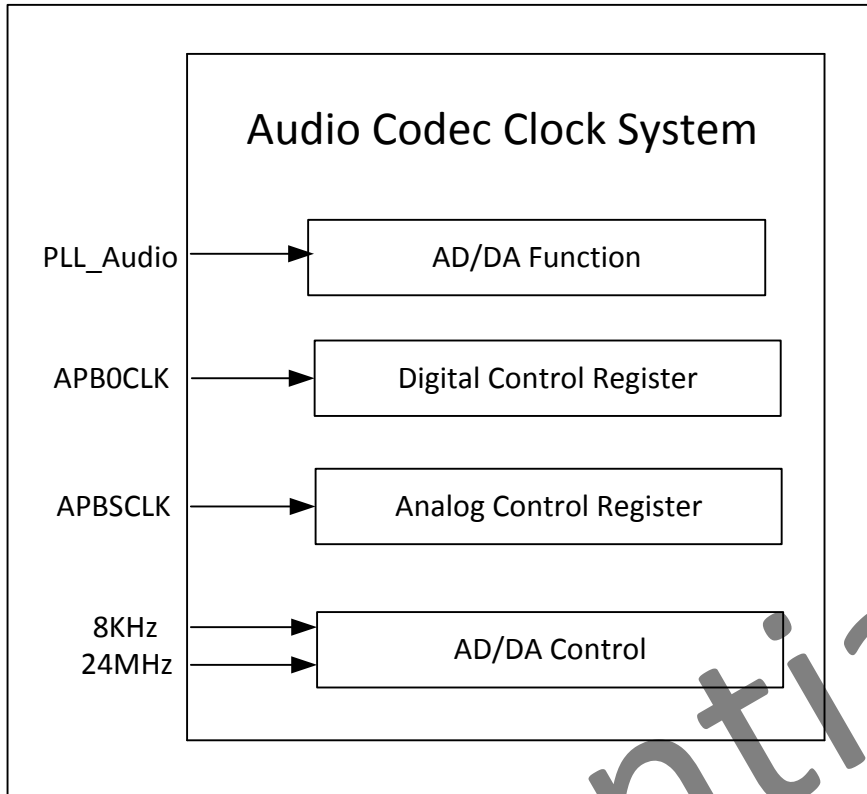 Audio Codec Clock System
PLL_Audio
AD/DA Function
APB0CLK
Digital Control Register
APBSCLK
Analog Control Register
8KHz
24MHz
AD/DA Control